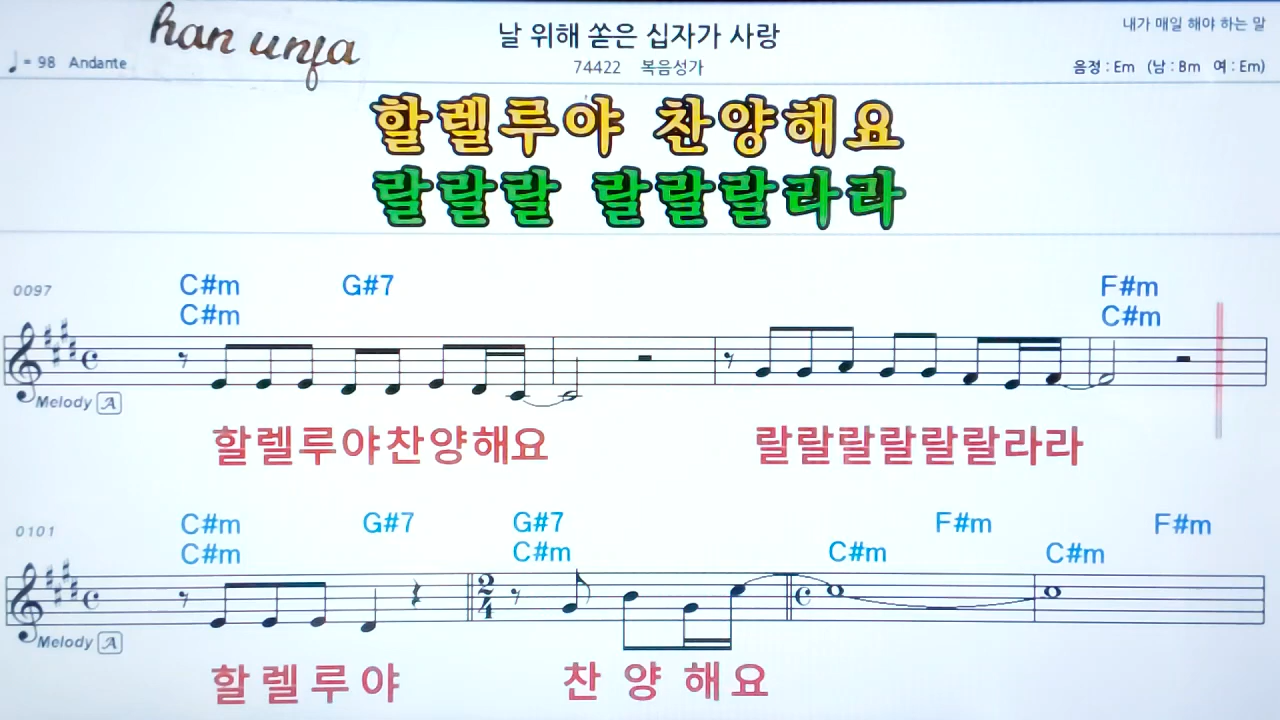 han unja
날 위해 쏟은 십자가 사랑
내가 매일 해야 하는 말
♩= 98 Andante
74422 복음성가
음정 : Em (남 : Bm 여 : Em)
할렐루야 찬양해요
랄랄랄 랄랄랄라라
0097
C#m G#7 F#m
C#m C#m
Melody A
할렐루야찬양해요 랄랄랄랄랄랄라라
0101
C#m G#7 G#7 F#m F#m
C#m C#m C#m C#m
2
4
Melody A
할렐루야 찬양해요